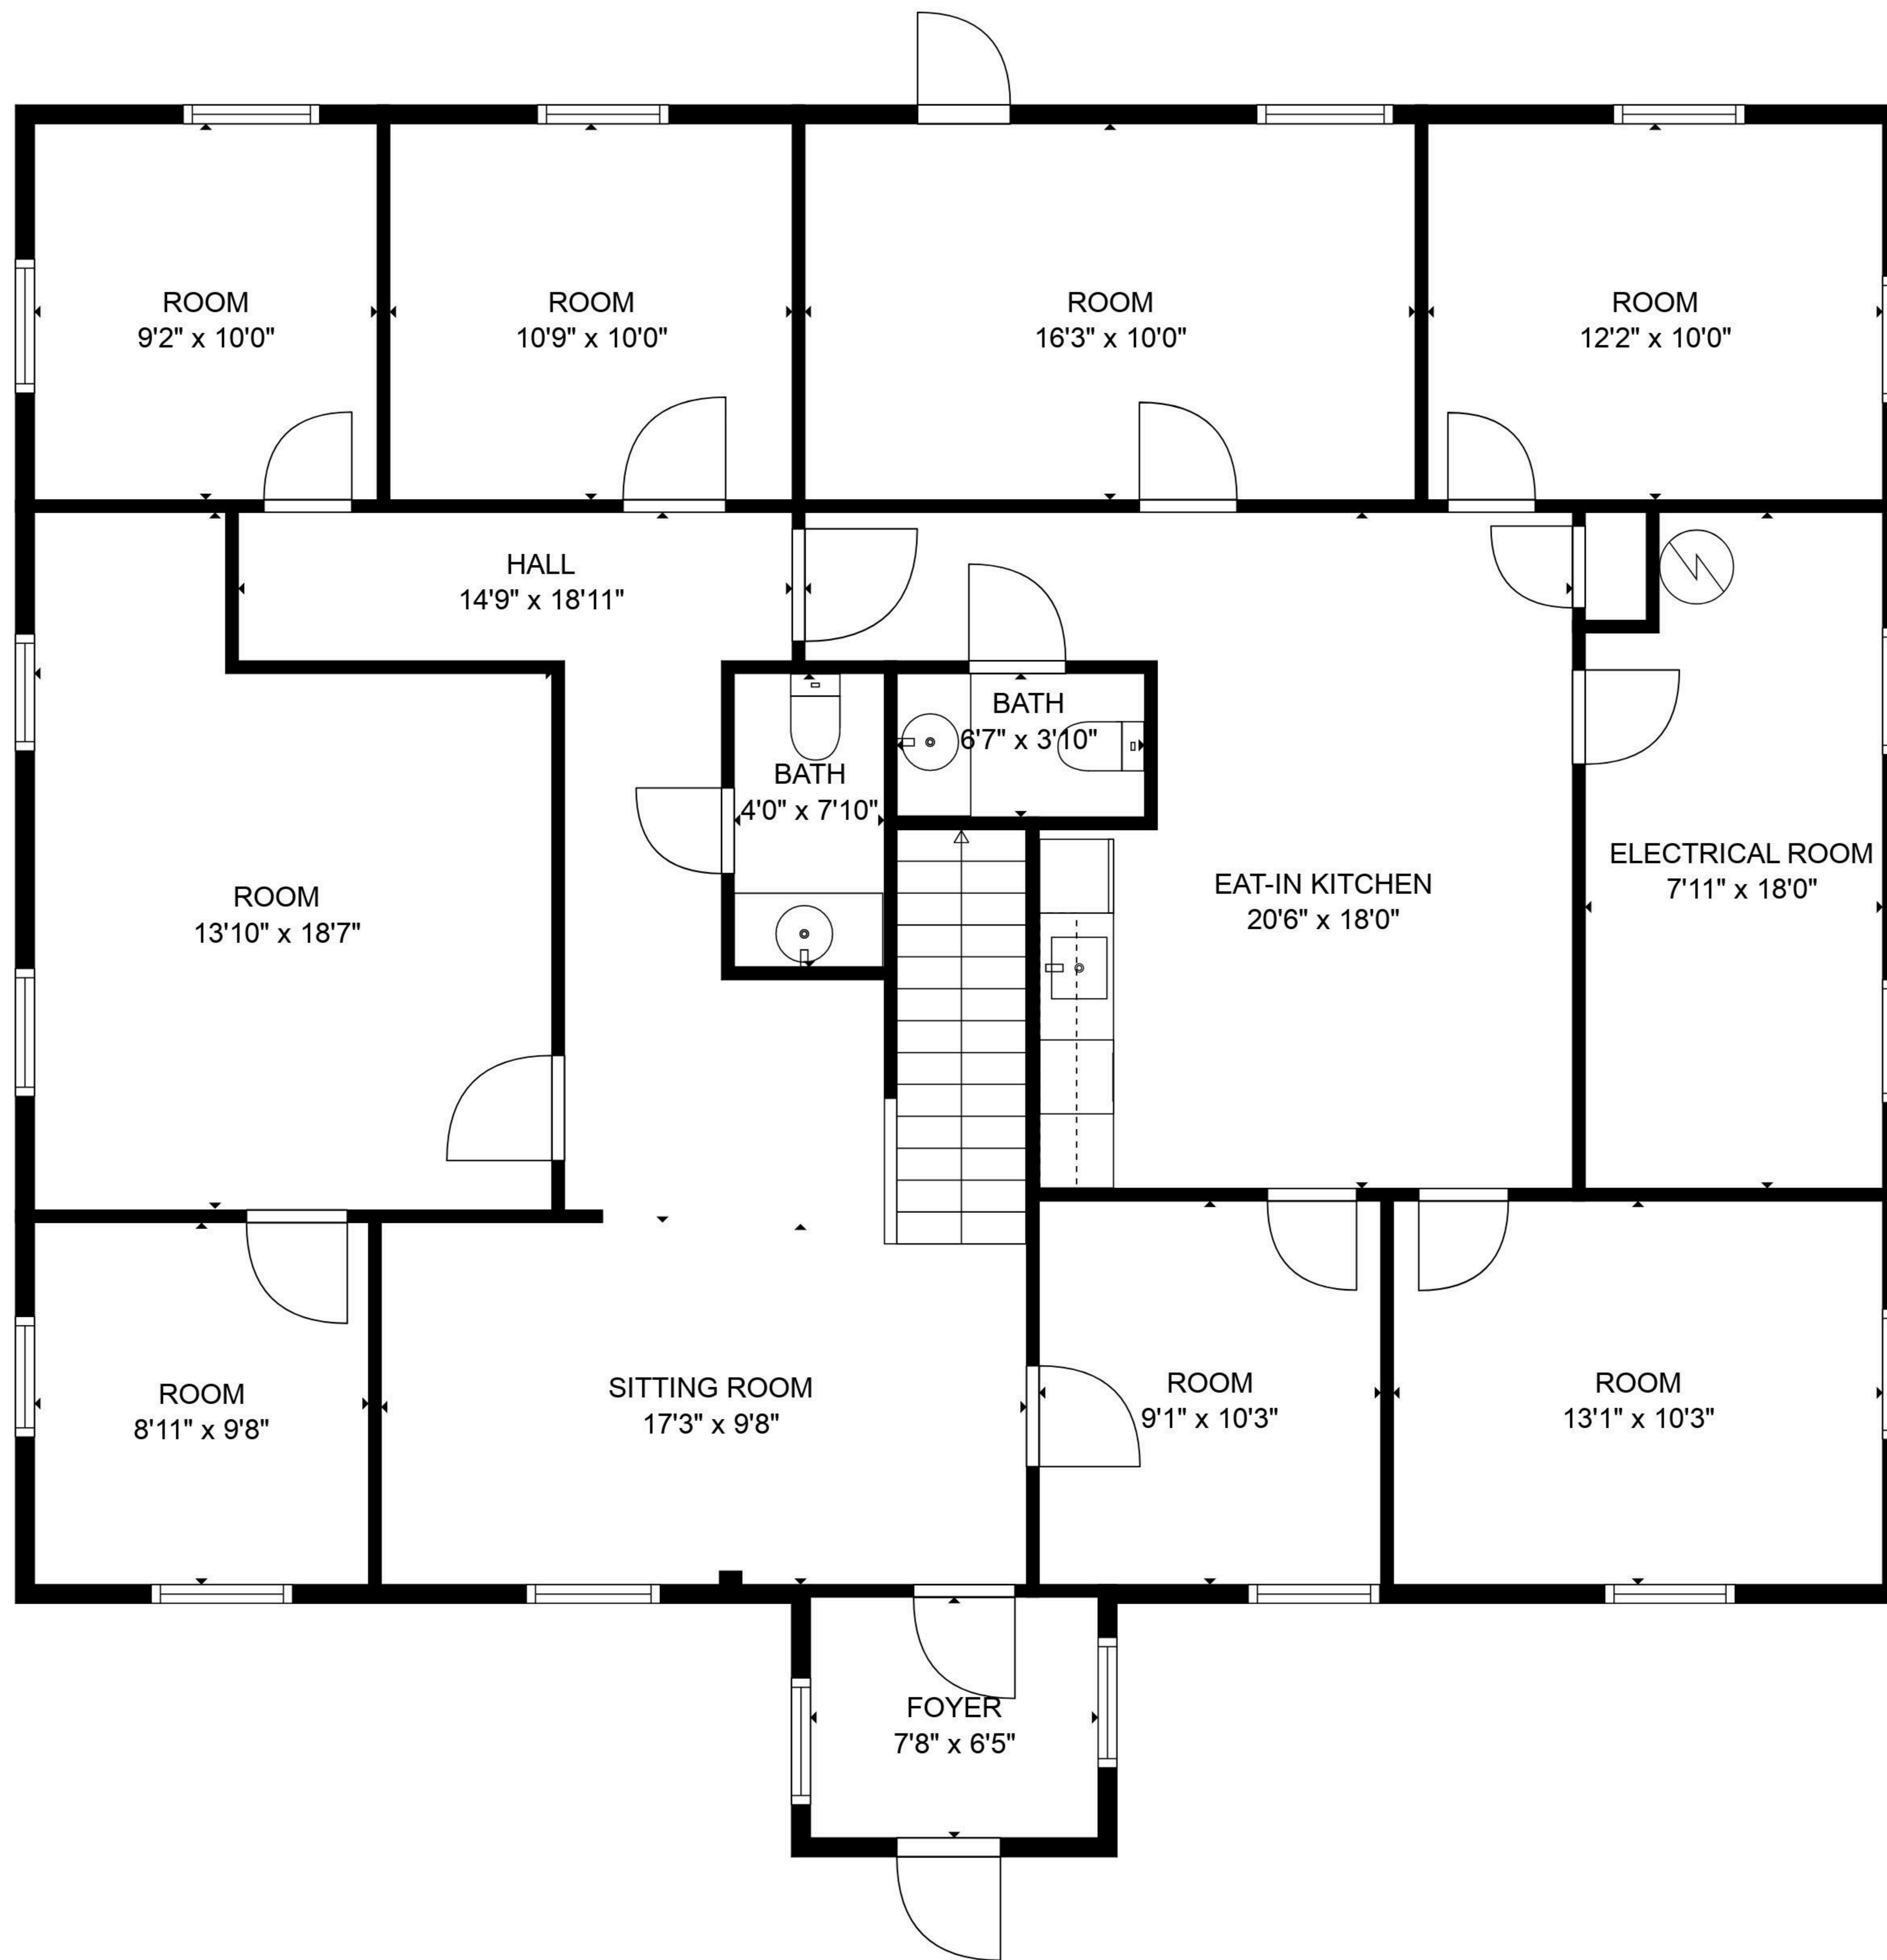 ROOM
9'2" x 10'0"
ROOM
10'9" x 10'0"
ROOM
16'3" x 10'0"
ROOM
12'2" x 10'0"
HALL
14'9" x 18'11"
BATH
6'7" x 3'10"
BATH
4'0" x 7'10"
ROOM
13'10" x 18'7"
EAT-IN KITCHEN
20'6" x 18'0"
ELECTRICAL ROOM
7'11" x 18'0"
ROOM
8'11" x 9'8"
SITTING ROOM
17'3" x 9'8"
ROOM
9'1" x 10'3"
ROOM
13'1" x 10'3"
FOYER
7'8" x 6'5"